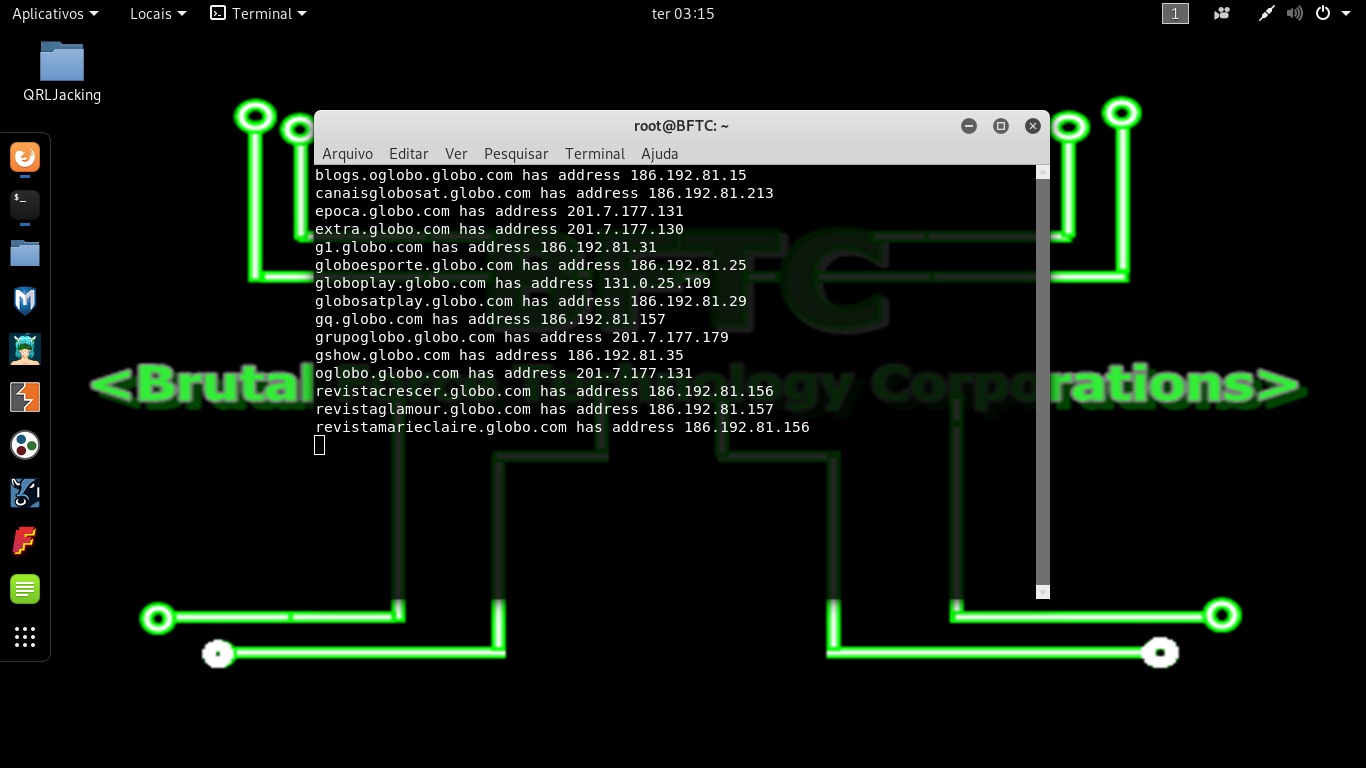 Aplicativos Locais Terminal ter 03:15 1
QRLJacking
root@BFTC: ~
Arquivo Editar Ver Pesquisar Terminal Ajuda
blogs.oglobo.globo.com has address 186.192.81.15
canaisglobosat.globo.com has address 186.192.81.213
epoca.globo.com has address 201.7.177.131
extra.globo.com has address 201.7.177.130
g1.globo.com has address 186.192.81.31
globoesporte.globo.com has address 186.192.81.25
globoplay.globo.com has address 131.0.25.109
globosatplay.globo.com has address 186.192.81.29
gq.globo.com has address 186.192.81.157
grupoglobo.globo.com has address 201.7.177.179
gshow.globo.com has address 186.192.81.35
oglobo.globo.com has address 201.7.177.131
revistacrescer.globo.com has address 186.192.81.156
revistaglamour.globo.com has address 186.192.81.157
revistamarieclaire.globo.com has address 186.192.81.156
BFTC
<Brutal Corporations>